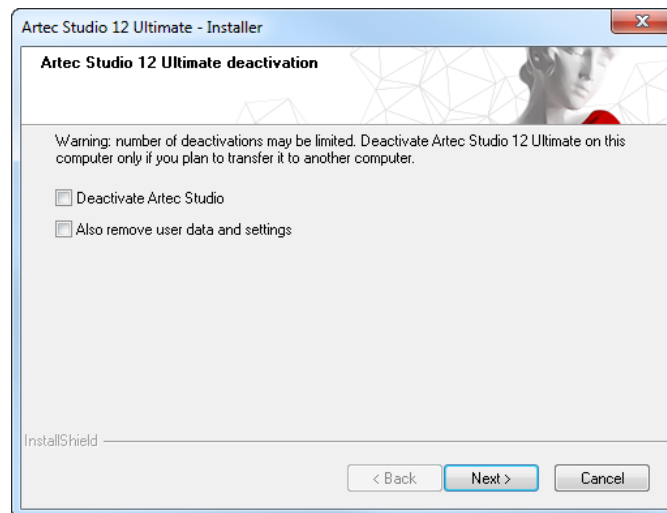 Artec Studio 12 Ultimate - Installer
Artec Studio 12 Ultimate deactivation
Warning: number of deactivations may be limited. Deactivate Artec Studio 12 Ultimate on this
computer only if you plan to transfer it to another computer.
Deactivate Artec Studio
Also remove user data and settings
InstallShield
< Back
Next >
Cancel